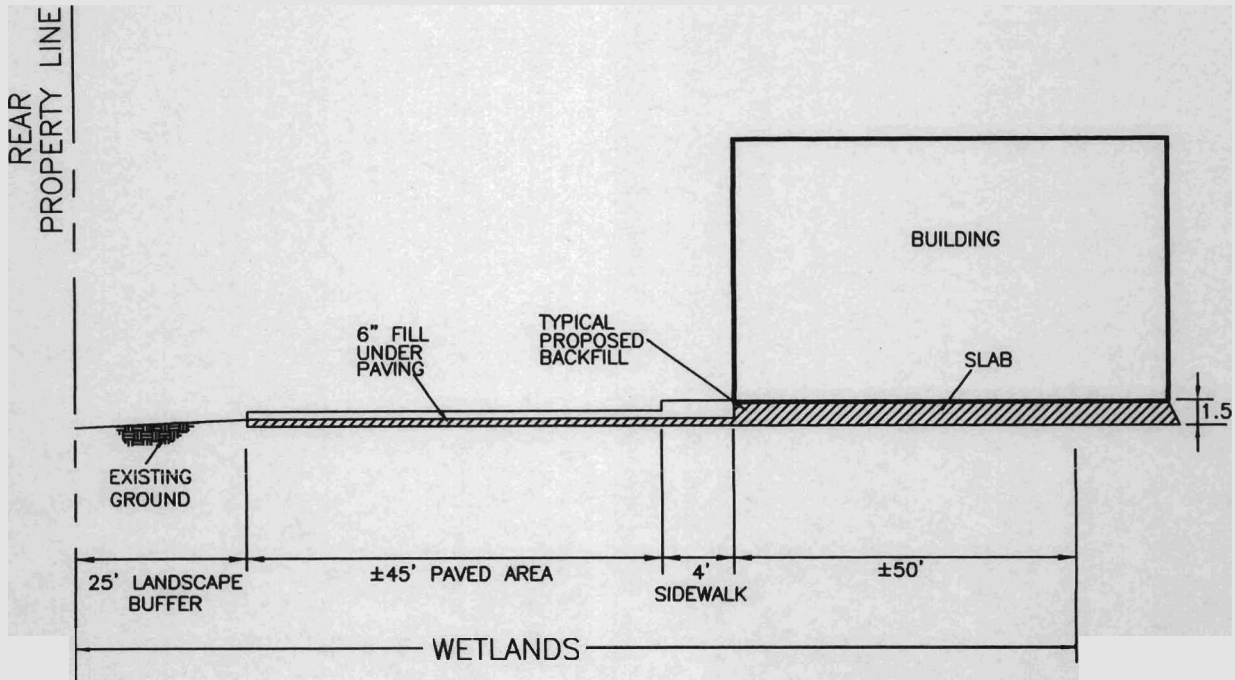 REAR
PROPERTY LINE
BUILDING
6" FILL
UNDER
PAVING
TYPICAL
PROPOSED
BACKFILL
SLAB
1.5
EXISTING
GROUND
25' LANDSCAPE
BUFFER
±45' PAVED AREA
4'
SIDEWALK
±50'
WETLANDS